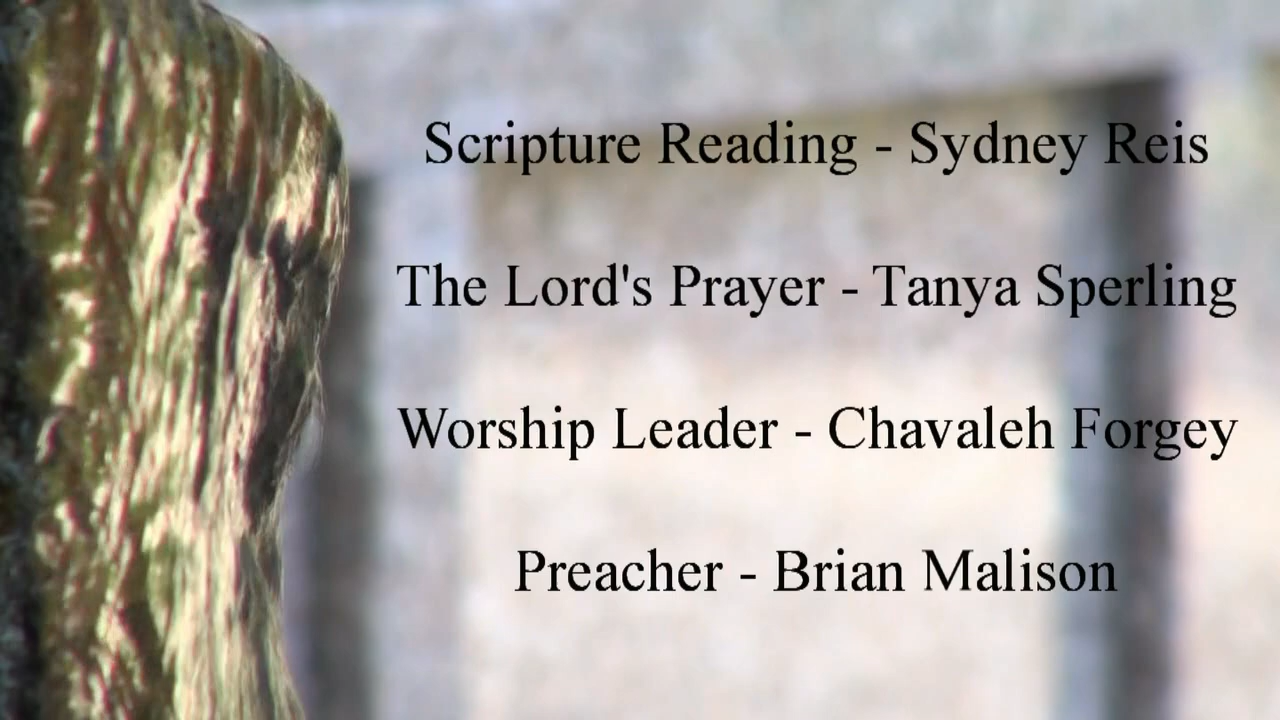 Scripture Reading - Sydney Reis
The Lord's Prayer - Tanya Sperling
Worship Leader - Chavaleh Forgey
Preacher - Brian Malison